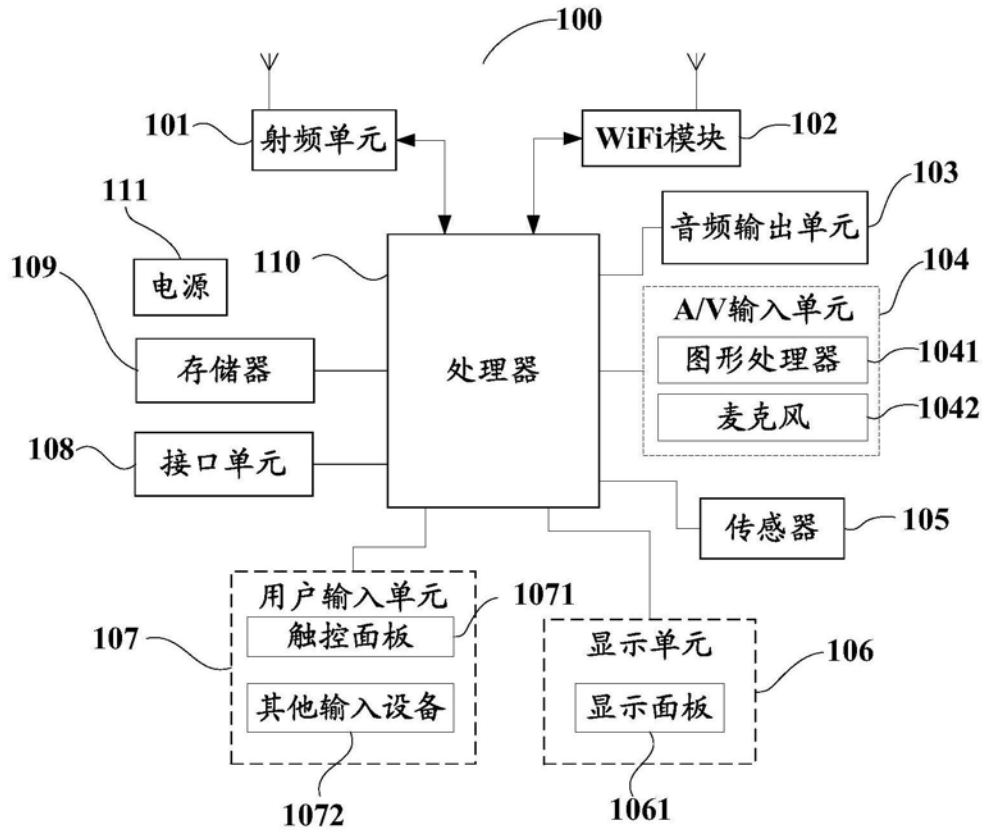 100
101
射频单元
WiFi模块
102
111
103
音频输出单元
110
109
电源
104
A/V输入单元
存储器
处理器
图形处理器
1041
麦克风
1042
108
接口单元
传感器
105
用户输入单元
1071
107
触控面板
显示单元
106
其他输入设备
显示面板
1072
1061